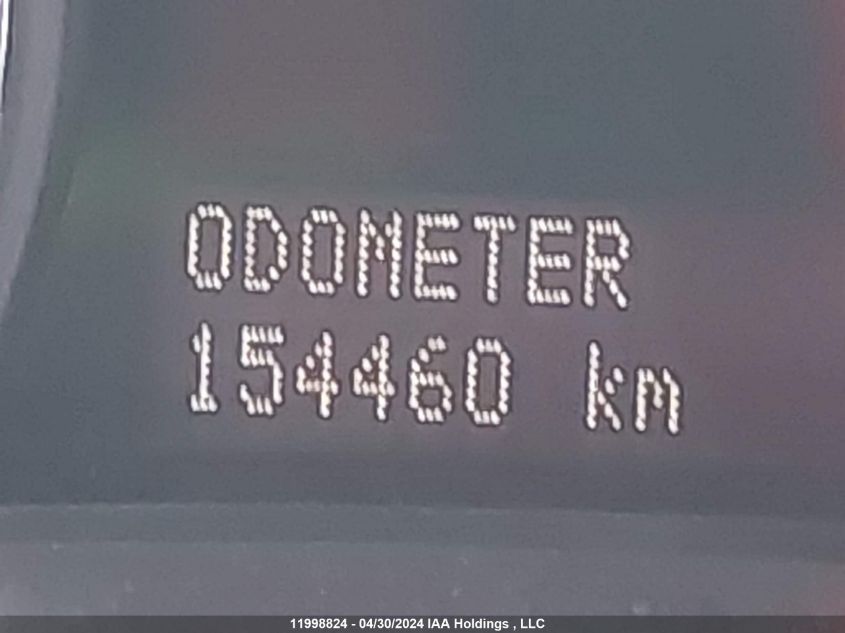 ODOMETER
154460 km
11998824 - 04/30/2024 IAA Holdings , LLC